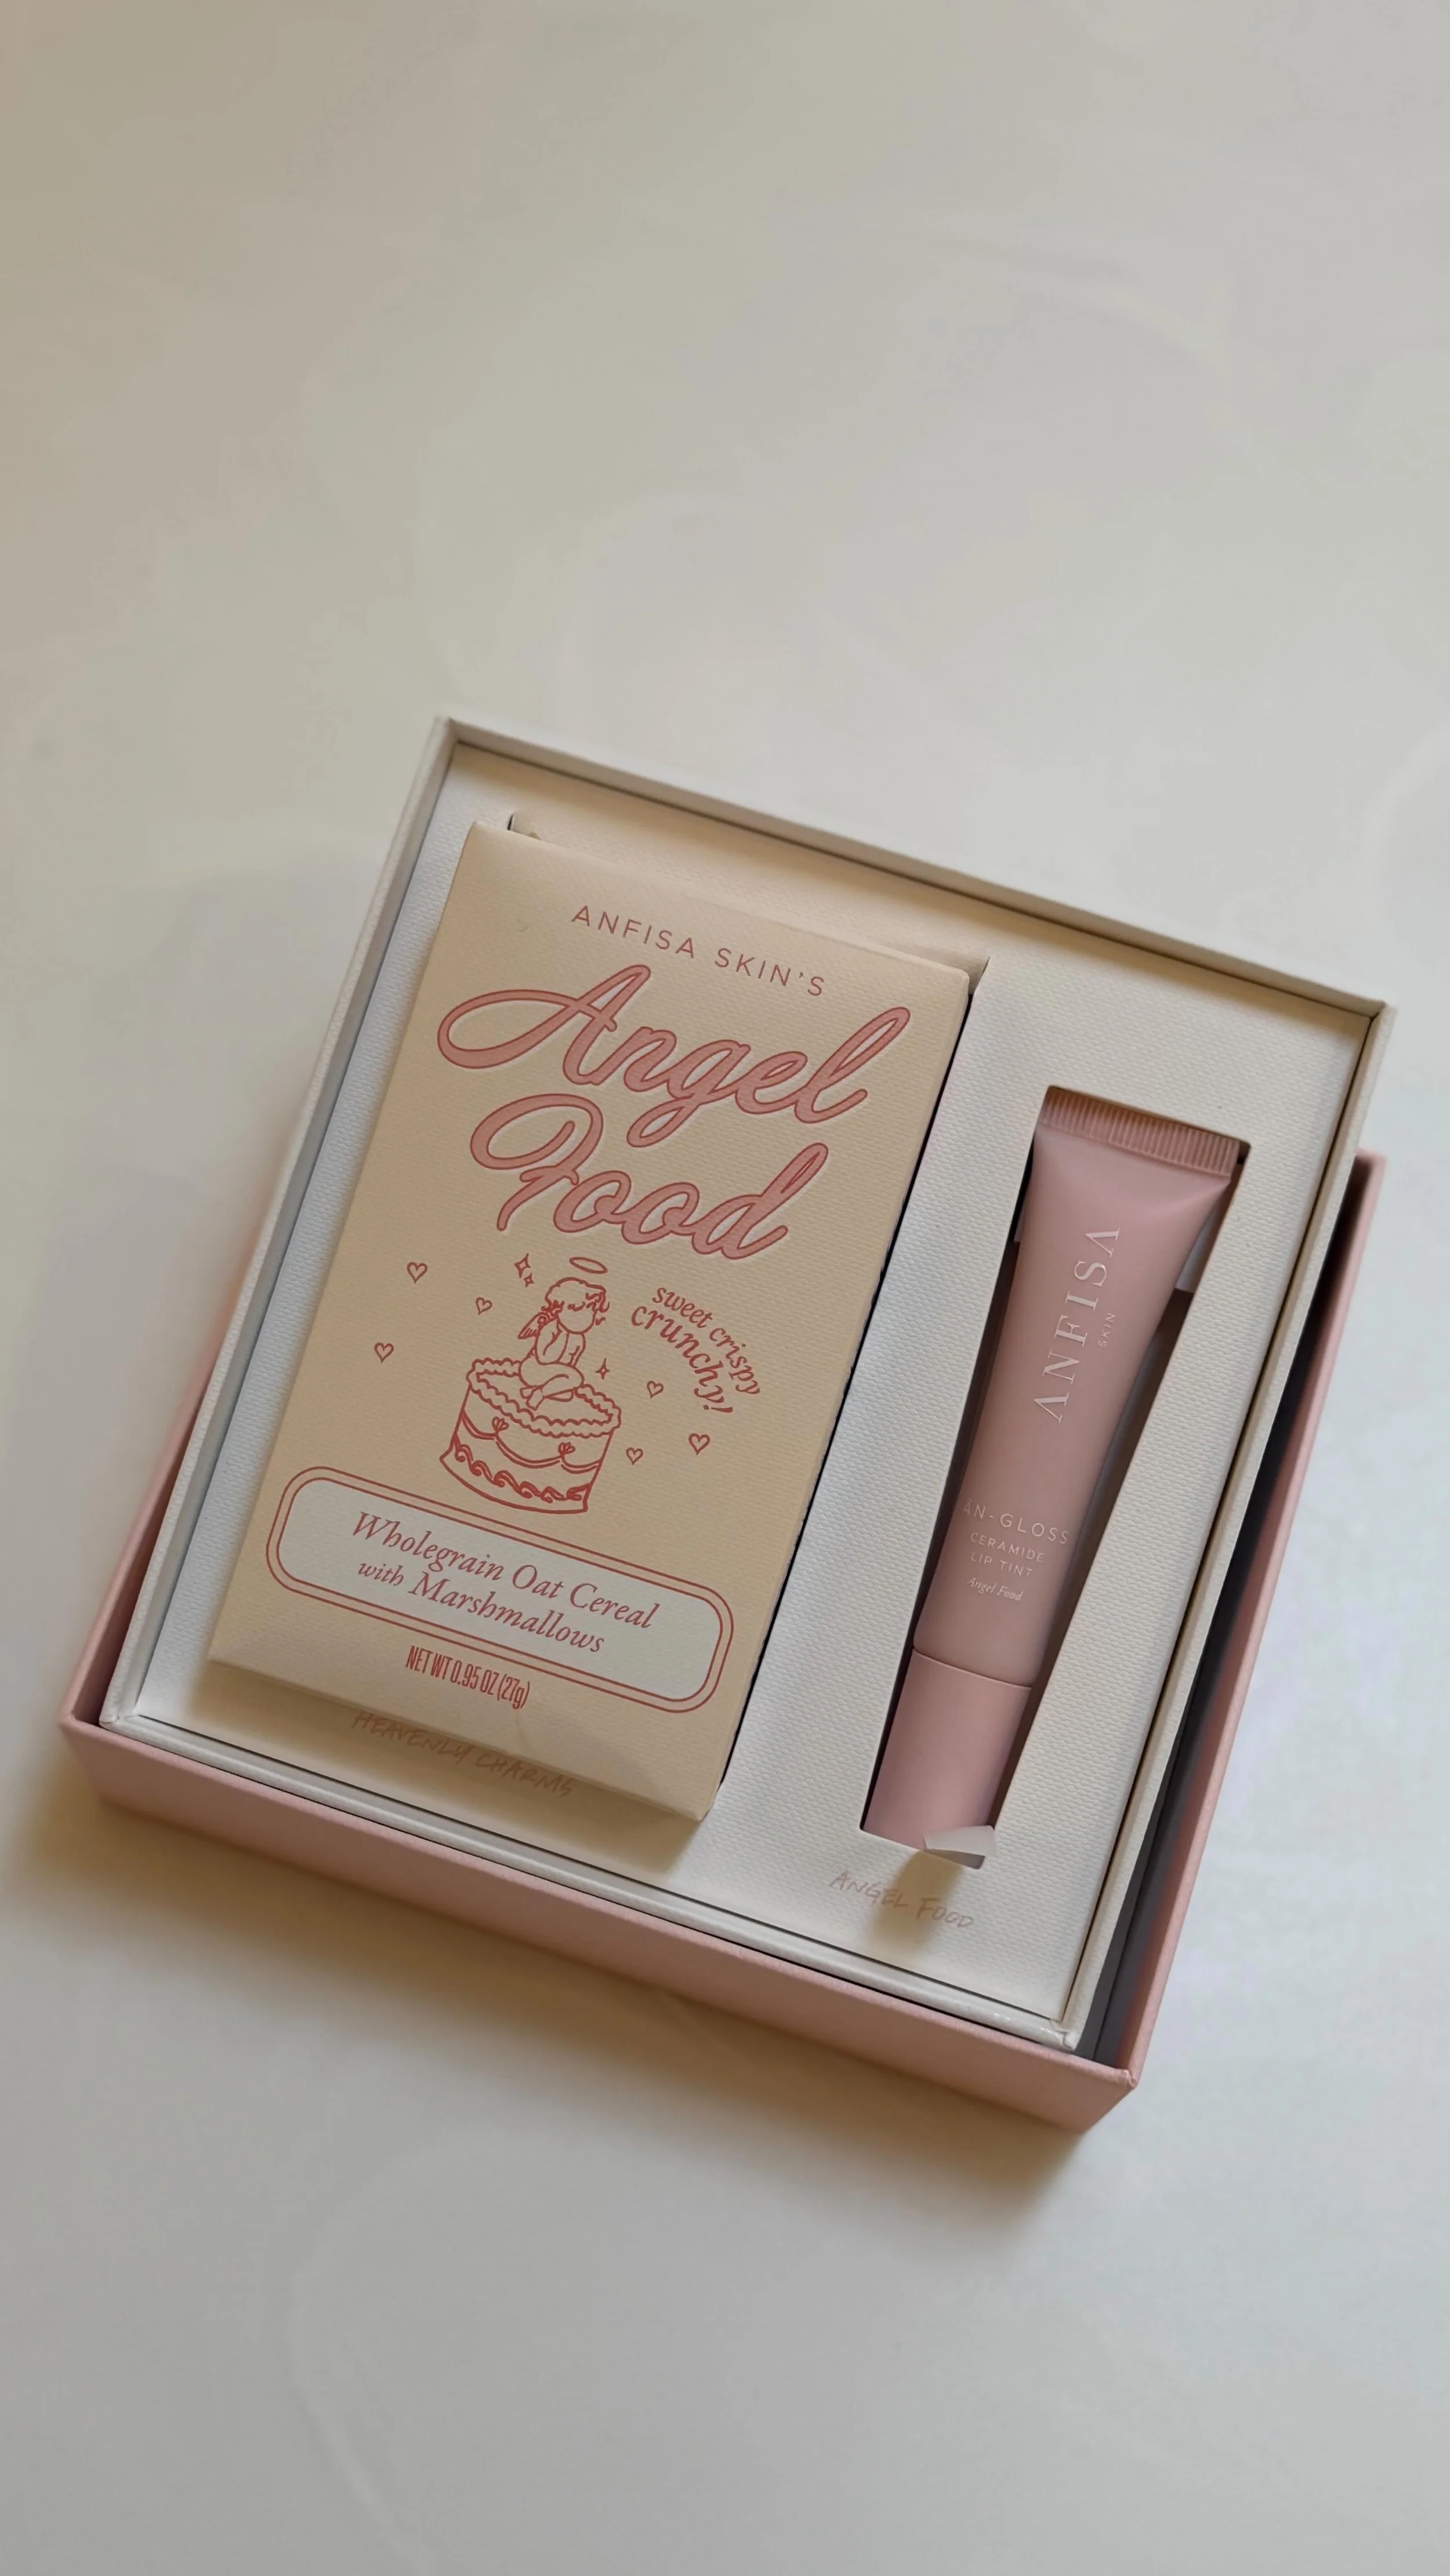 ANFISA SKIN'S
Angel
Food
sweet crispy
crunchy!
Wholegrain Oat Cereal
with Marshmallows
NET WT 0.95 OZ (27g)
HEAVENLY CHARMS
ANFISA
SKIN
AN-GLOSS
CERAMIDE
LIP TINT
Angel Food
ANGEL FOOD